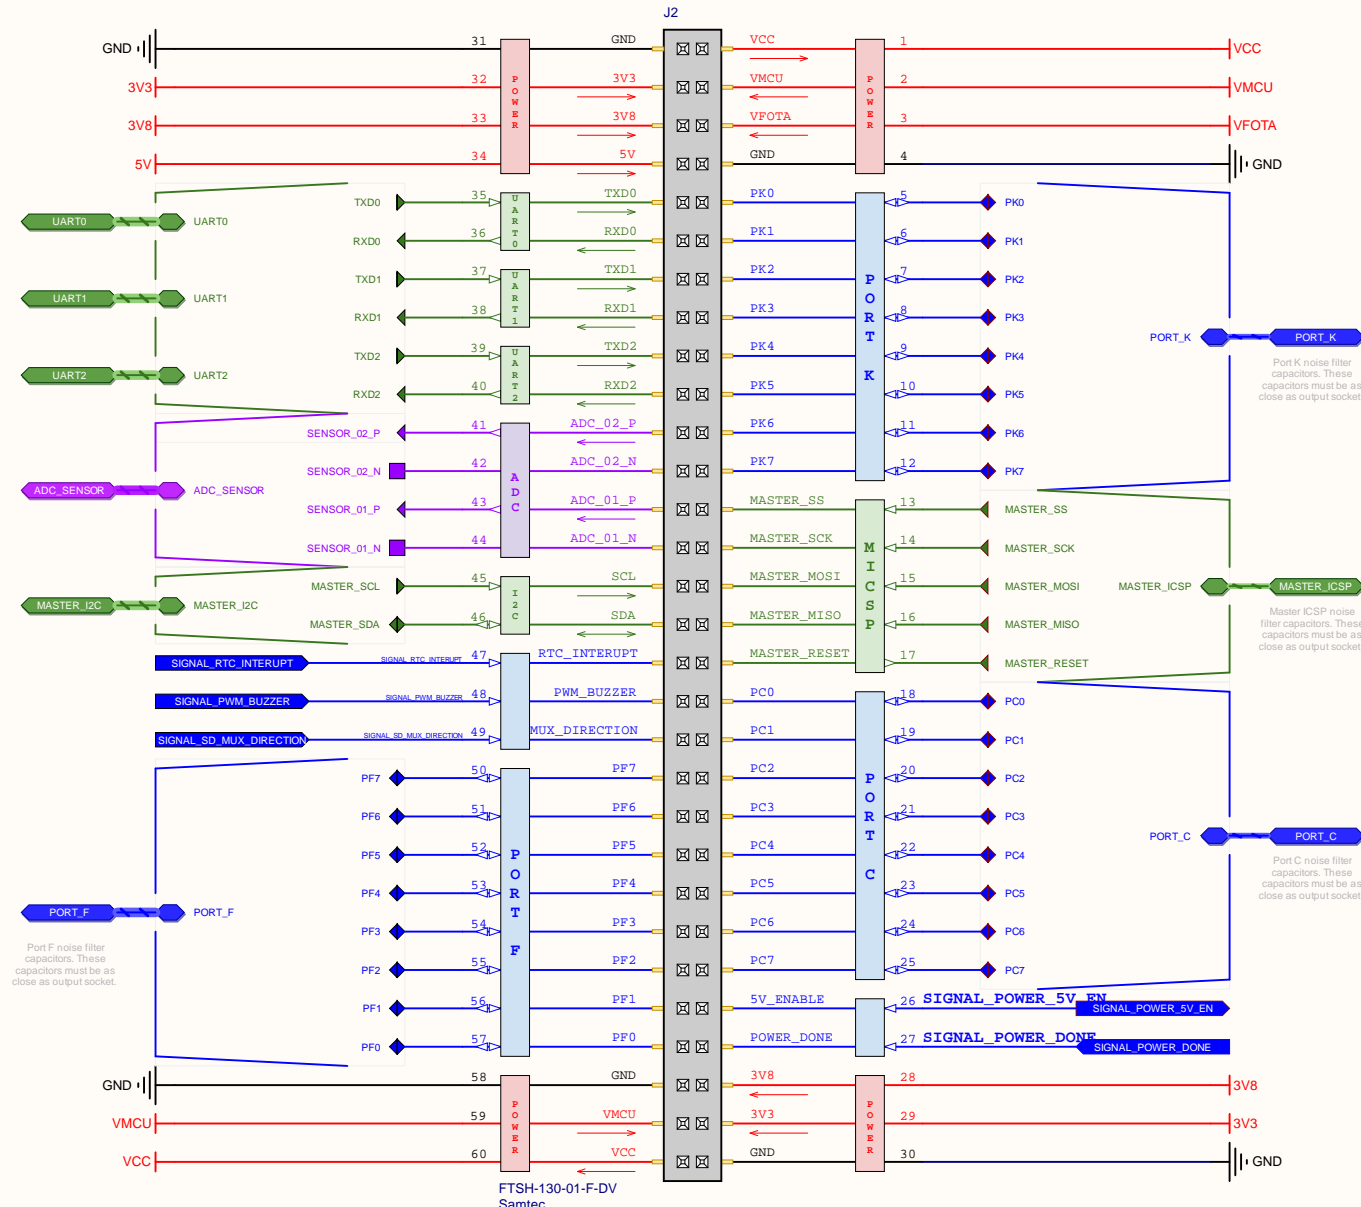 J2
GND 31 GND VCC 1 VCC
3V3 32 3V3 VMCU 2 VMCU
3V8 33 3V8 VFOTA 3 VFOTA
5V 34 5V GND 4 GND
POWER
POWER
TXD0 35 TXD0 PK0 5 PK0
UART0 UART0
RXD0 36 RXD0 PK1 6 PK1
UART0
TXD1 37 TXD1 PK2 7 PK2
UART1 UART1
RXD1 38 RXD1 PK3 8 PK3
UART1
PORT_K PORT_K
TXD2 39 TXD2 PK4 9 PK4
UART2 UART2
RXD2 40 RXD2 PK5 10 PK5
UART2
PORT K
Port K noise filter
capacitors. These
capacitors must be as
close as output socket
SENSOR_02_P 41 ADC_02_P PK6 11 PK6
SENSOR_02_N 42 ADC_02_N PK7 12 PK7
ADC_SENSOR ADC_SENSOR
SENSOR_01_P 43 ADC_01_P MASTER_SS 13 MASTER_SS
SENSOR_01_N 44 ADC_01_N MASTER_SCK 14 MASTER_SCK
ADC
MASTER_SCL 45 SCL MASTER_MOSI 15 MASTER_MOSI MASTER_ICSP MASTER_ICSP
MASTER_I2C MASTER_I2C
MASTER_SDA 46 SDA MASTER_MISO 16 MASTER_MISO
I2C
Master ICSP noise
filter capacitors. These
capacitors must be as
close as output socket
SIGNAL_RTC_INTERUPT SIGNAL_RTC_INTERUPT 47 RTC_INTERUPT MASTER_RESET 17 MASTER_RESET
MICSP
SIGNAL_PWM_BUZZER SIGNAL_PWM_BUZZER 48 PWM_BUZZER PC0 18 PC0
SIGNAL_SD_MUX_DIRECTION SIGNAL_SD_MUX_DIRECTION 49 MUX_DIRECTION PC1 19 PC1
PF7 50 PF7 PC2 20 PC2
PF6 51 PF6 PC3 21 PC3
PORT_C PORT_C
PF5 52 PF5 PC4 22 PC4
Port C noise filter
capacitors. These
capacitors must be as
close as output socket
PF4 53 PF4 PC5 23 PC5
PORT C
PORT_F PORT_F
PF3 54 PF3 PC6 24 PC6
PORT F
Port F noise filter
capacitors. These
capacitors must be as
close as output socket.
PF2 55 PF2 PC7 25 PC7
PF1 56 PF1 5V_ENABLE 26 SIGNAL_POWER_5V_EN SIGNAL_POWER_5V_EN
PF0 57 PF0 POWER_DONE 27 SIGNAL_POWER_DONE SIGNAL_POWER_DONE
GND 58 GND 3V8 28 3V8
VMCU 59 VMCU 3V3 29 3V3
VCC 60 VCC GND 30 GND
POWER
POWER
FTSH-130-01-F-DV
Samtec